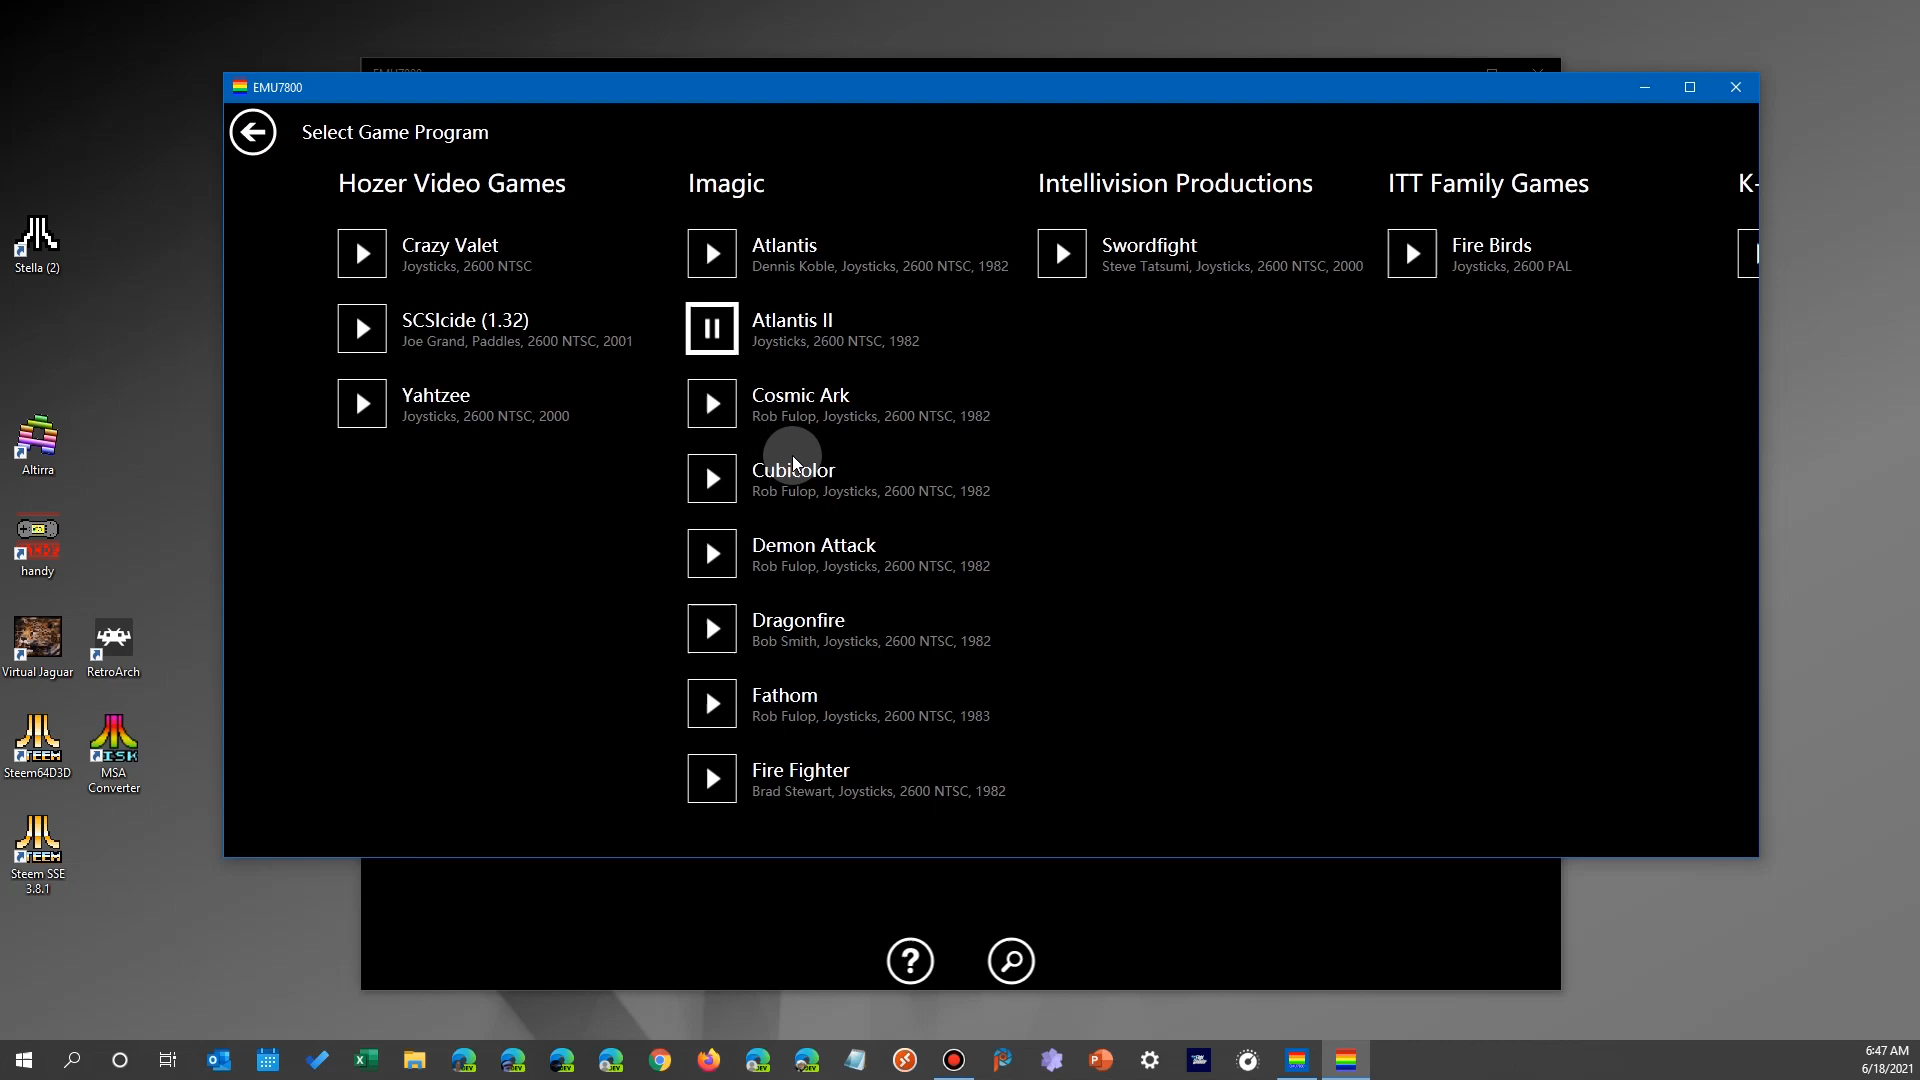 EMU7800
EMU7800
Select Game Program
Hozer Video Games
Crazy Valet
Joysticks, 2600 NTSC
SCSIcide (1.32)
Joe Grand, Paddles, 2600 NTSC, 2001
Yahtzee
Joysticks, 2600 NTSC, 2000
Imagic
Atlantis
Dennis Koble, Joysticks, 2600 NTSC, 1982
Atlantis II
Joysticks, 2600 NTSC, 1982
Cosmic Ark
Rob Fulop, Joysticks, 2600 NTSC, 1982
Cubicolor
Rob Fulop, Joysticks, 2600 NTSC, 1982
Demon Attack
Rob Fulop, Joysticks, 2600 NTSC, 1982
Dragonfire
Bob Smith, Joysticks, 2600 NTSC, 1982
Fathom
Rob Fulop, Joysticks, 2600 NTSC, 1983
Fire Fighter
Brad Stewart, Joysticks, 2600 NTSC, 1982
Intellivision Productions
Swordfight
Steve Tatsumi, Joysticks, 2600 NTSC, 2000
ITT Family Games
Fire Birds
Joysticks, 2600 PAL
K-
Stella (2)
Altirra
handy
Virtual Jaguar
RetroArch
TEEM
Steem64D3D
ISK
MSA
Converter
TEEM
Steem SSE
3.8.1
?
6:47 AM
6/18/2021